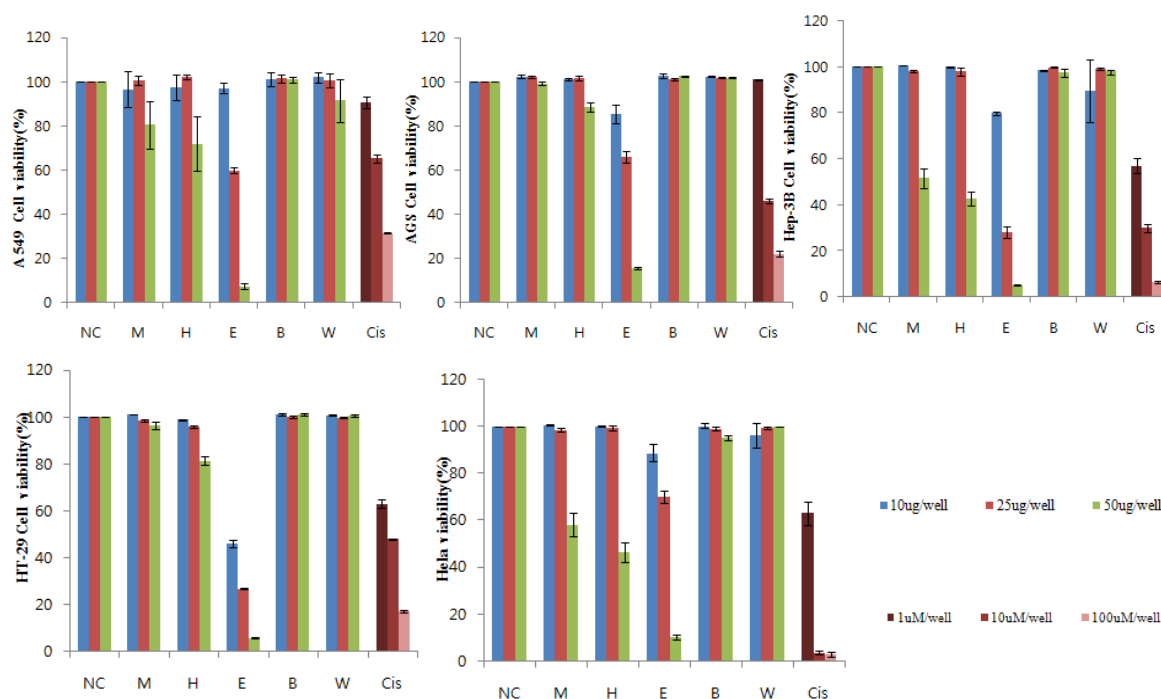 A 549 Cell viability(%)
120
100
80
60
40
20
0
NC M H E B W Cis
AGS Cell viability(%)
120
100
80
60
40
20
0
NC M H E B W Cis
Hep-3B Cell viability(%)
120
100
80
60
40
20
0
NC M H E B W Cis
HT-29 Cell viability(%)
120
100
80
60
40
20
0
NC M H E B W Cis
Hela viability(%)
120
100
80
60
40
20
0
NC M H E B W Cis
10ug/well 25ug/well 50ug/well
1uM/well 10uM/well 100uM/well